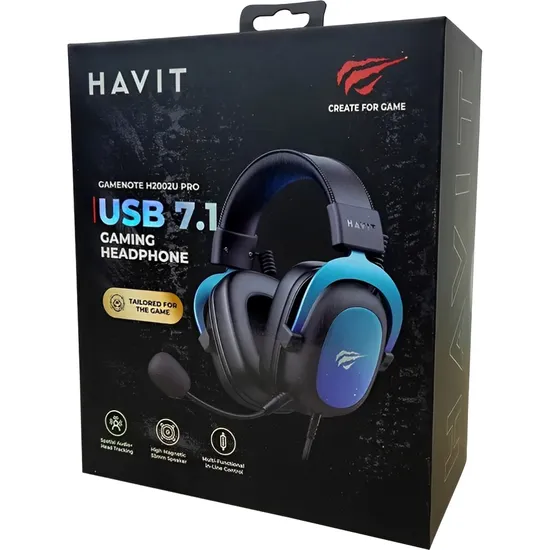 HAVIT
CREATE FOR GAME
GAMENOTE H2002U PRO
USB 7.1
GAMING
HEADPHONE
HAVIT
TAILORED FOR
THE GAME
Spatial Audio
Head Tracking
High Magnetic
53mm Speaker
Multi-Functional
In-Line Control
HAVIT